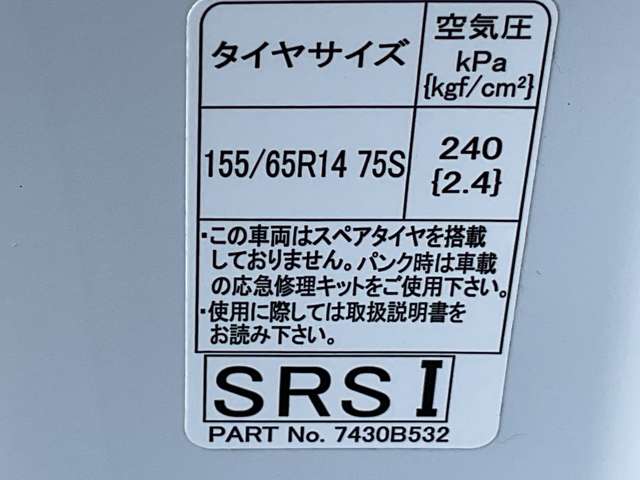 タイヤサイズ
空気圧
kPa
{kgf/cm²}
155/65R14 75S
240
{2.4}
・この車両はスペアタイヤを搭載
しておりません。パンク時は車載
の応急修理キットをご使用下さい。
・使用に際しては取扱説明書を
お読み下さい。
SRS I
PART No. 7430B532